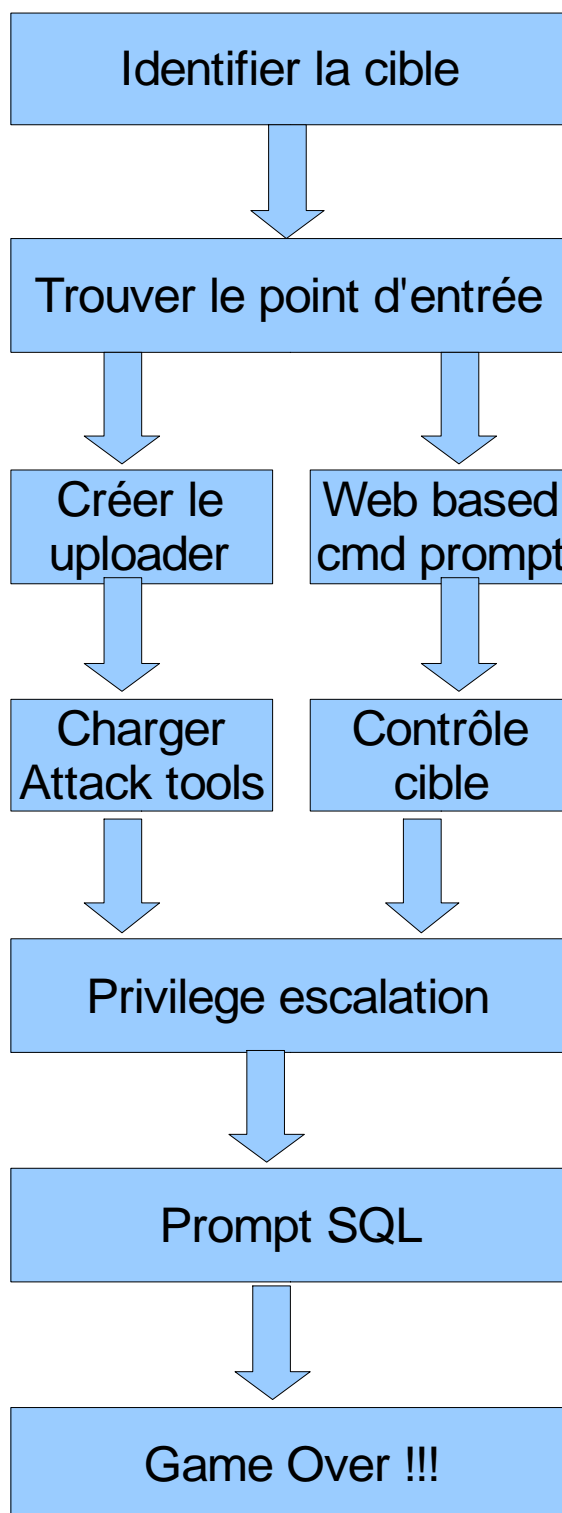 Identifier la cible
Trouver le point d'entrée
Créer le
uploader
Web based
cmd prompt
Charger
Attack tools
Contrôle
cible
Privilege escalation
Prompt SQL
Game Over !!!